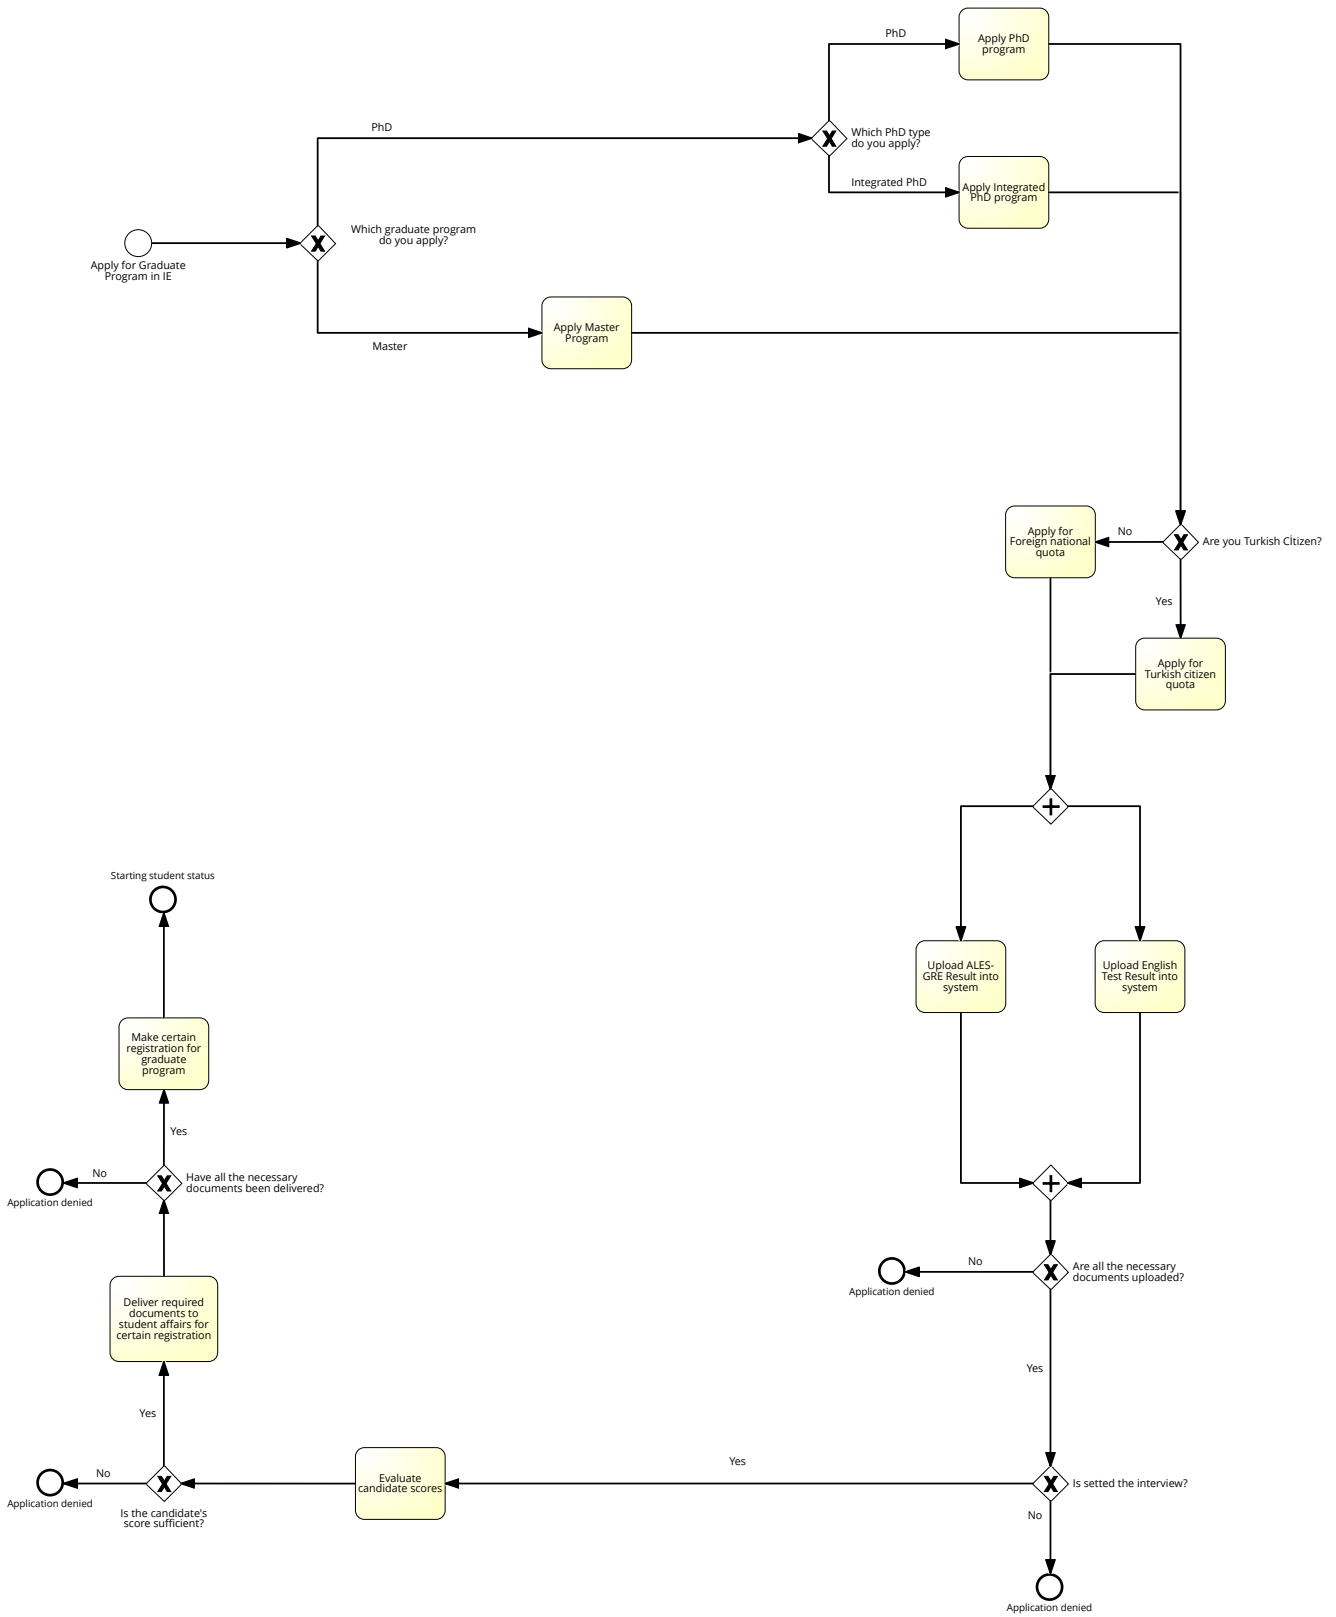 PhD
Apply PhD
program
PhD
Which PhD type
do you apply?
Integrated PhD
Apply Integrated
PhD program
Which graduate program
do you apply?
Apply for Graduate
Program in IE
Apply Master
Program
Master
Apply for
Foreign national
quota
No
Are you Turkish Cİtizen?
Yes
Apply for
Turkish citizen
quota
Starting student status
Upload ALES-
GRE Result into
system
Upload English
Test Result into
system
Make certain
registration for
graduate
program
Yes
No
Have all the necessary
documents been delivered?
Application denied
No
Are all the necessary
documents uploaded?
Application denied
Deliver required
documents to
student affairs for
certain registration
Yes
Yes
No
Application denied
Is the candidate's
score sufficient?
Evaluate
candidate scores
Yes
Is setted the interview?
No
Application denied